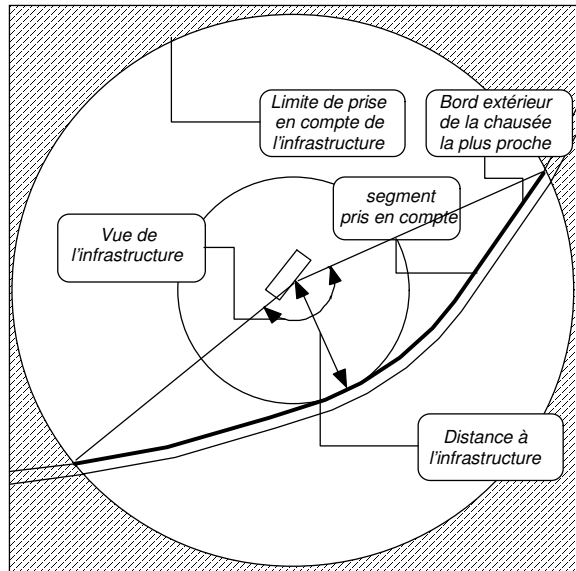 Limite de prise
en compte de
l'infrastructure
Bord extérieur
de la chausée
la plus proche
segment
pris en compte
Vue de
l'infrastructure
Distance à
l'infrastructure